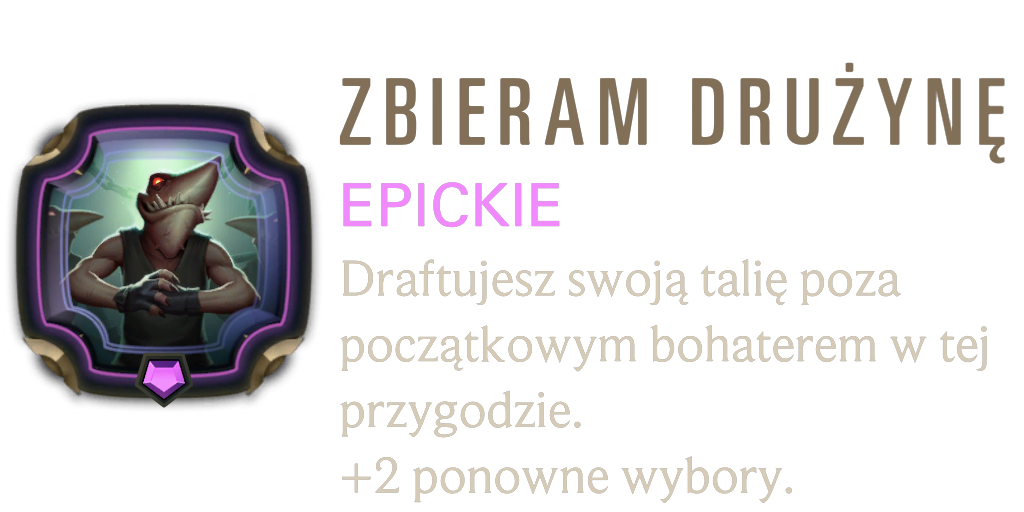 ZBIERAM DRUŻYNĘ
EPICKIE
Draftujesz swoją talię poza
początkowym bohaterem w tej
przygodzie.
+2 ponowne wybory.